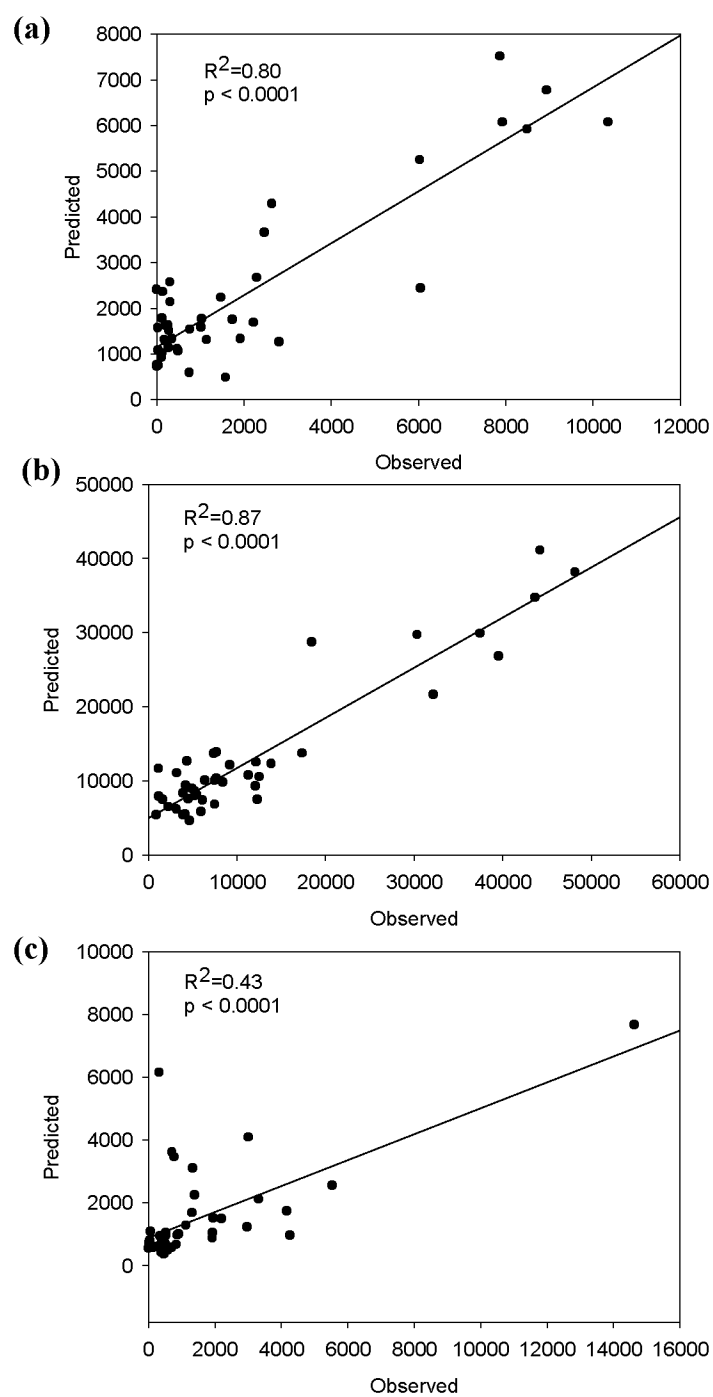 (a)
8000
7000
6000
5000
4000
3000
2000
1000
0
R²=0.80
p < 0.0001
Predicted
0 2000 4000 6000 8000 10000 12000
Observed
(b)
50000
40000
30000
20000
10000
0
R²=0.87
p < 0.0001
Predicted
0 10000 20000 30000 40000 50000 60000
Observed
(c)
10000
8000
6000
4000
2000
0
R²=0.43
p < 0.0001
Predicted
0 2000 4000 6000 8000 10000 12000 14000 16000
Observed